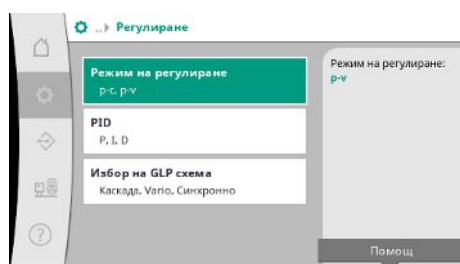 ..▸ Регулиране
Режим на регулиране
p-c, p-v
PID
P, I, D
Избор на GLP схема
Каскада, Vario, Синхронно
Режим на регулиране:
p-v
Помощ